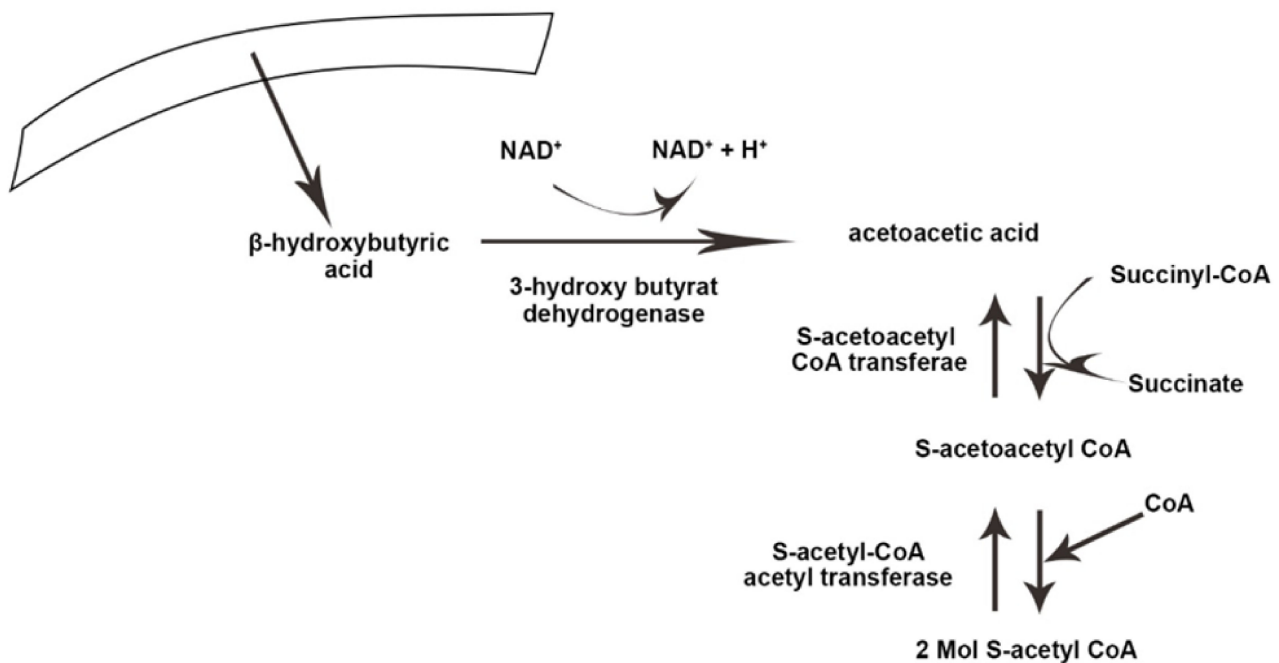 NAD⁺
NAD⁺ + H⁺
β-hydroxybutyric
acid
3-hydroxy butyrat
dehydrogenase
acetoacetic acid
Succinyl-CoA
S-acetoacetyl
CoA transferae
Succinate
S-acetoacetyl CoA
CoA
S-acetyl-CoA
acetyl transferase
2 Mol S-acetyl CoA